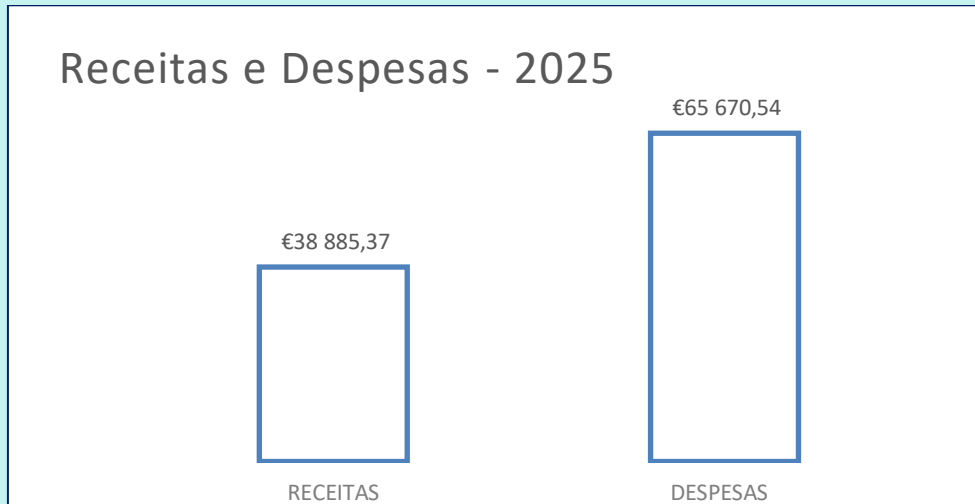 Receitas e Despesas - 2025
€65 670,54
€38 885,37
RECEITAS
DESPESAS